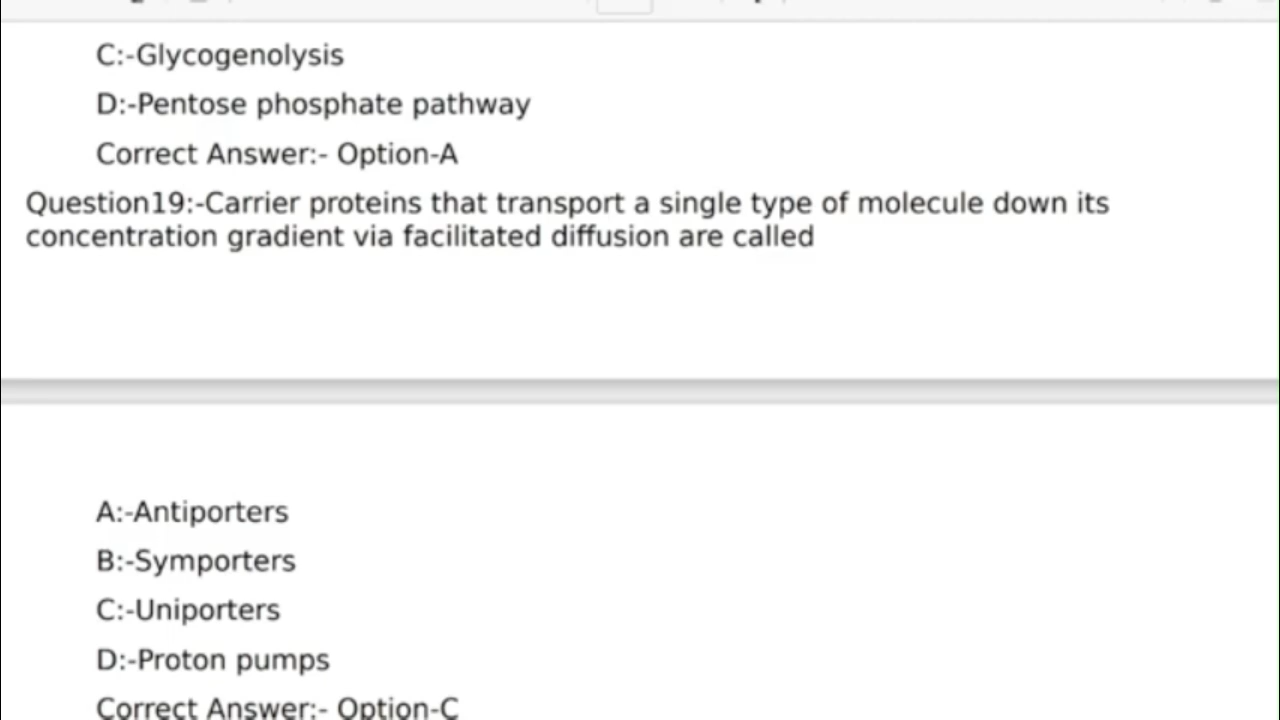 C:-Glycogenolysis
D:-Pentose phosphate pathway
Correct Answer:- Option-A
Question19:-Carrier proteins that transport a single type of molecule down its
concentration gradient via facilitated diffusion are called
A:-Antiporters
B:-Symporters
C:-Uniporters
D:-Proton pumps
Correct Answer:- Option-C